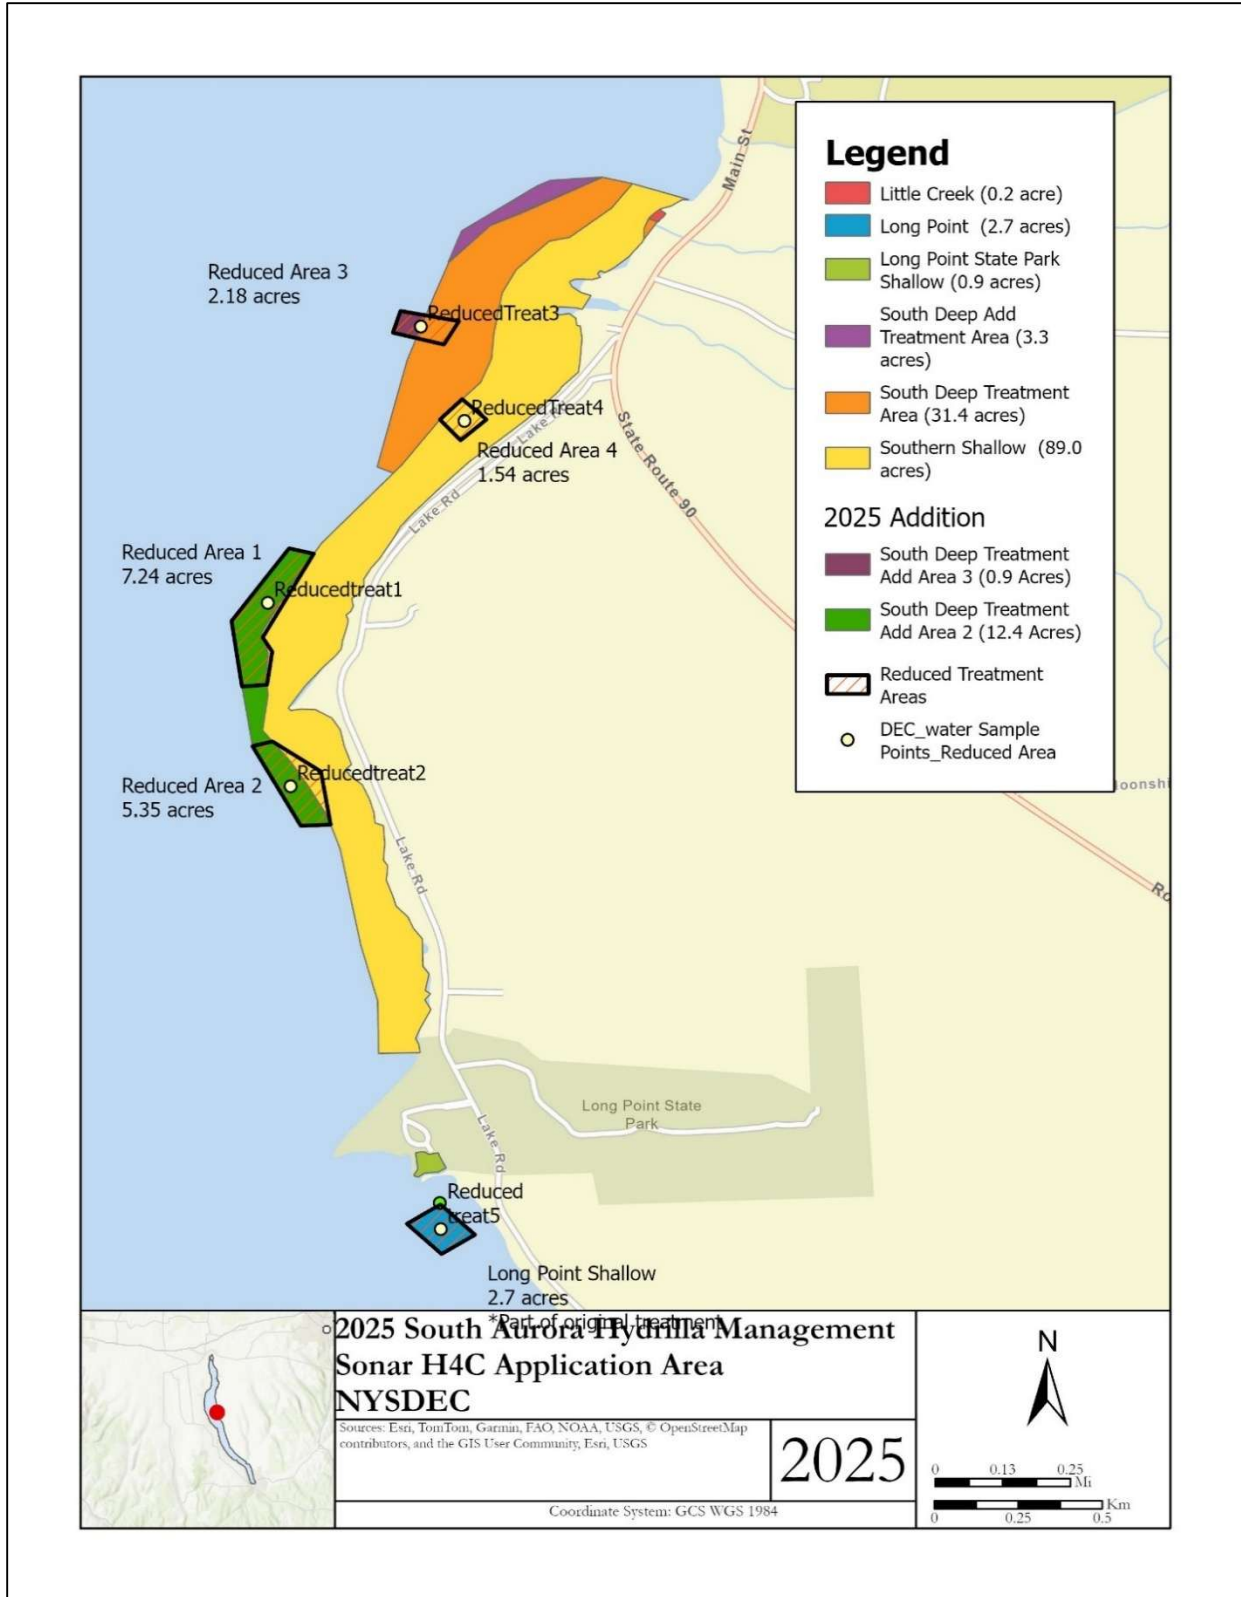 Main St
Legend
Little Creek (0.2 acre)
Long Point (2.7 acres)
Long Point State Park
Shallow (0.9 acres)
South Deep Add
Treatment Area (3.3
acres)
South Deep Treatment
Area (31.4 acres)
Southern Shallow (89.0
acres)
2025 Addition
South Deep Treatment
Add Area 3 (0.9 Acres)
South Deep Treatment
Add Area 2 (12.4 Acres)
Reduced Treatment
Areas
DEC_water Sample
Points_Reduced Area
Reduced Area 3
2.18 acres
ReducedTreat3
ReducedTreat4
Lake Rd
Reduced Area 4
1.54 acres
State Route 90
Lake Rd
Reduced Area 1
7.24 acres
Reducedtreat1
Reducedtreat2
Reduced Area 2
5.35 acres
Lake Rd
Ro
Long Point State
Park
Lake Rd
Reduced
treat5
Long Point Shallow
2.7 acres
*Part of original treatment
2025 South Aurora Hydrilla Management
Sonar H4C Application Area
NYSDEC
Sources: Esri, TomTom, Garmin, FAO, NOAA, USGS, © OpenStreetMap
contributors, and the GIS User Community, Esri, USGS
2025
Coordinate System: GCS WGS 1984
N
0 0.13 0.25
Mi
Km
0 0.25 0.5